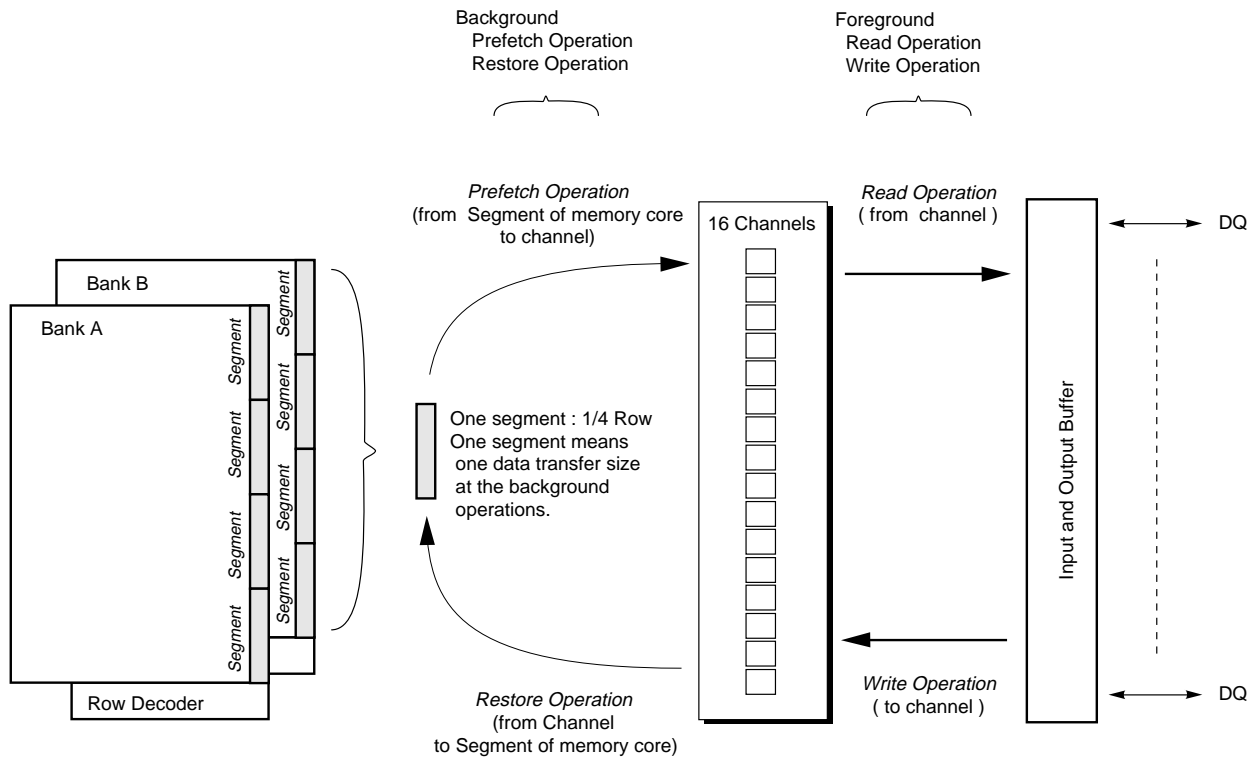 Background
Prefetch Operation
Restore Operation
Foreground
Read Operation
Write Operation
Prefetch Operation
(from Segment of memory core
to channel)
16 Channels
Read Operation
( from channel )
DQ
Bank B
Bank A
Segment
Segment
Segment
Segment
Segment
Segment
Segment
Segment
One segment : 1/4 Row
One segment means
one data transfer size
at the background
operations.
Input and Output Buffer
Row Decoder
Restore Operation
(from Channel
to Segment of memory core)
Write Operation
( to channel )
DQ